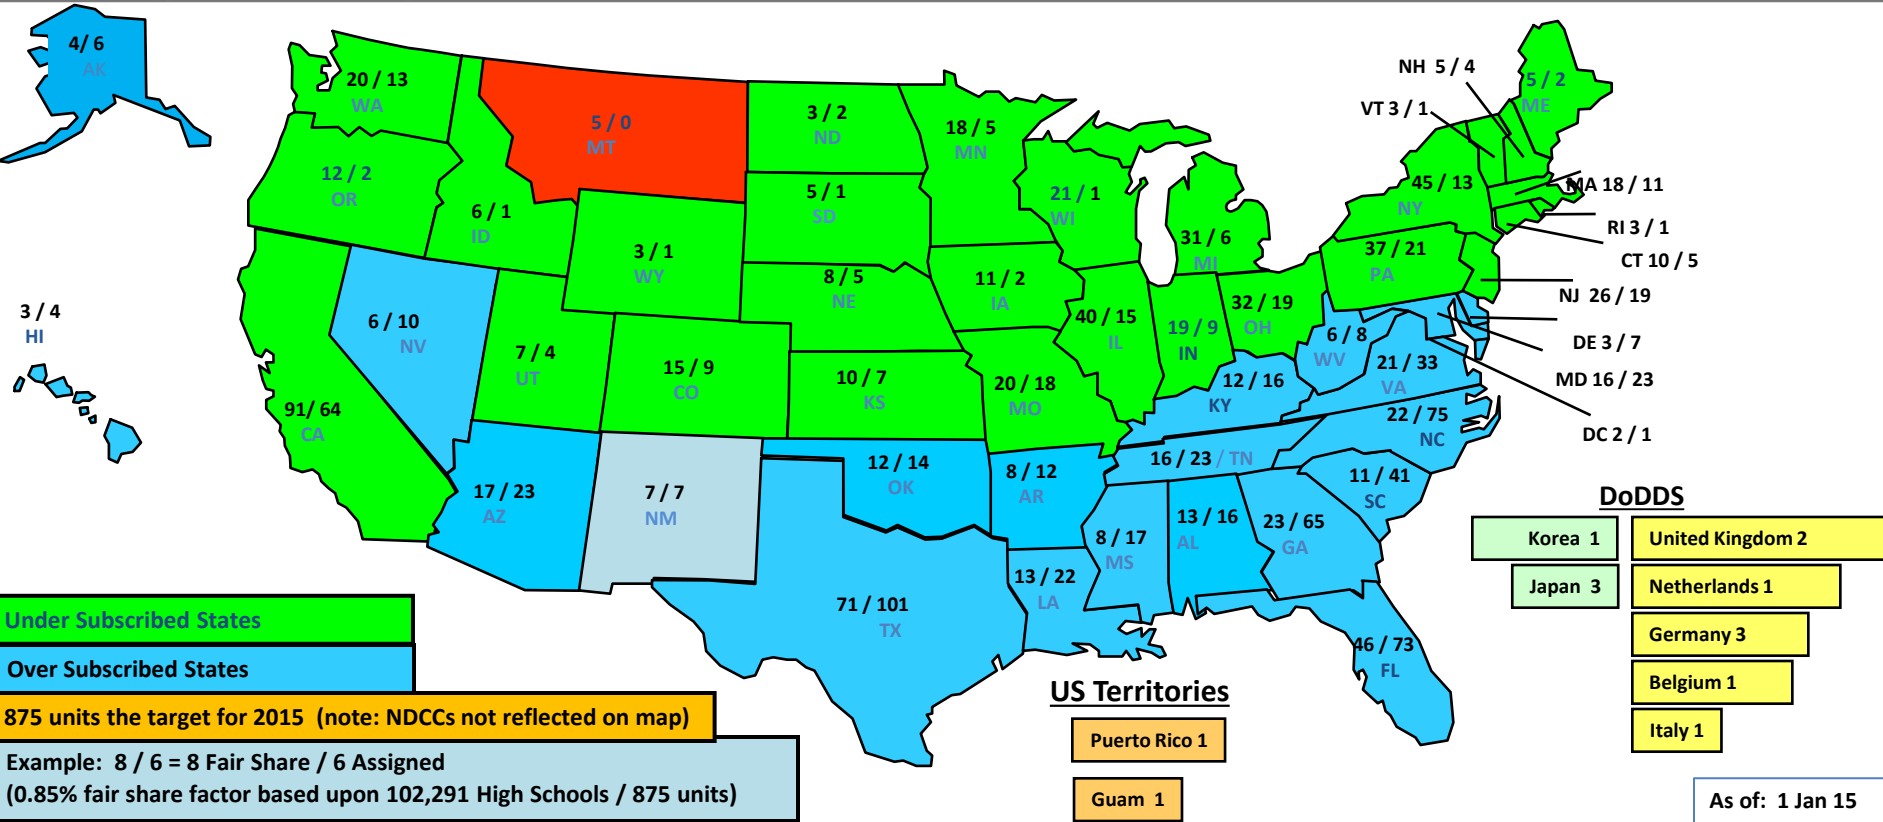 4/ 6
AK
20 / 13
WA
12 / 2
OR
6 / 1
ID
5 / 0
MT
3 / 2
ND
18 / 5
MN
5 / 1
SD
21 / 1
WI
3 / 1
WY
8 / 5
NE
11 / 2
IA
31 / 6
MI
NH 5 / 4
VT 3 / 1
5 / 2
ME
45 / 13
NY
MA 18 / 11
RI 3 / 1
CT 10 / 5
37 / 21
PA
NJ 26 / 19
DE 3 / 7
MD 16 / 23
DC 2 / 1
3 / 4
HI
6 / 10
NV
7 / 4
UT
15 / 9
CO
10 / 7
KS
20 / 18
MO
40 / 15
IL
19 / 9
IN
32 / 19
OH
6 / 8
WV
21 / 33
VA
12 / 16
KY
22 / 75
NC
91/ 64
CA
17 / 23
AZ
7 / 7
NM
12 / 14
OK
8 / 12
AR
16 / 23 / TN
11 / 41
SC
8 / 17
MS
13 / 16
AL
23 / 65
GA
13 / 22
LA
71 / 101
TX
46 / 73
FL
DoDDS
Korea 1
United Kingdom 2
Japan 3
Netherlands 1
Germany 3
Belgium 1
Italy 1
US Territories
Puerto Rico 1
Guam 1
Under Subscribed States
Over Subscribed States
875 units the target for 2015 (note: NDCCs not reflected on map)
Example: 8 / 6 = 8 Fair Share / 6 Assigned
(0.85% fair share factor based upon 102,291 High Schools / 875 units)
As of: 1 Jan 15